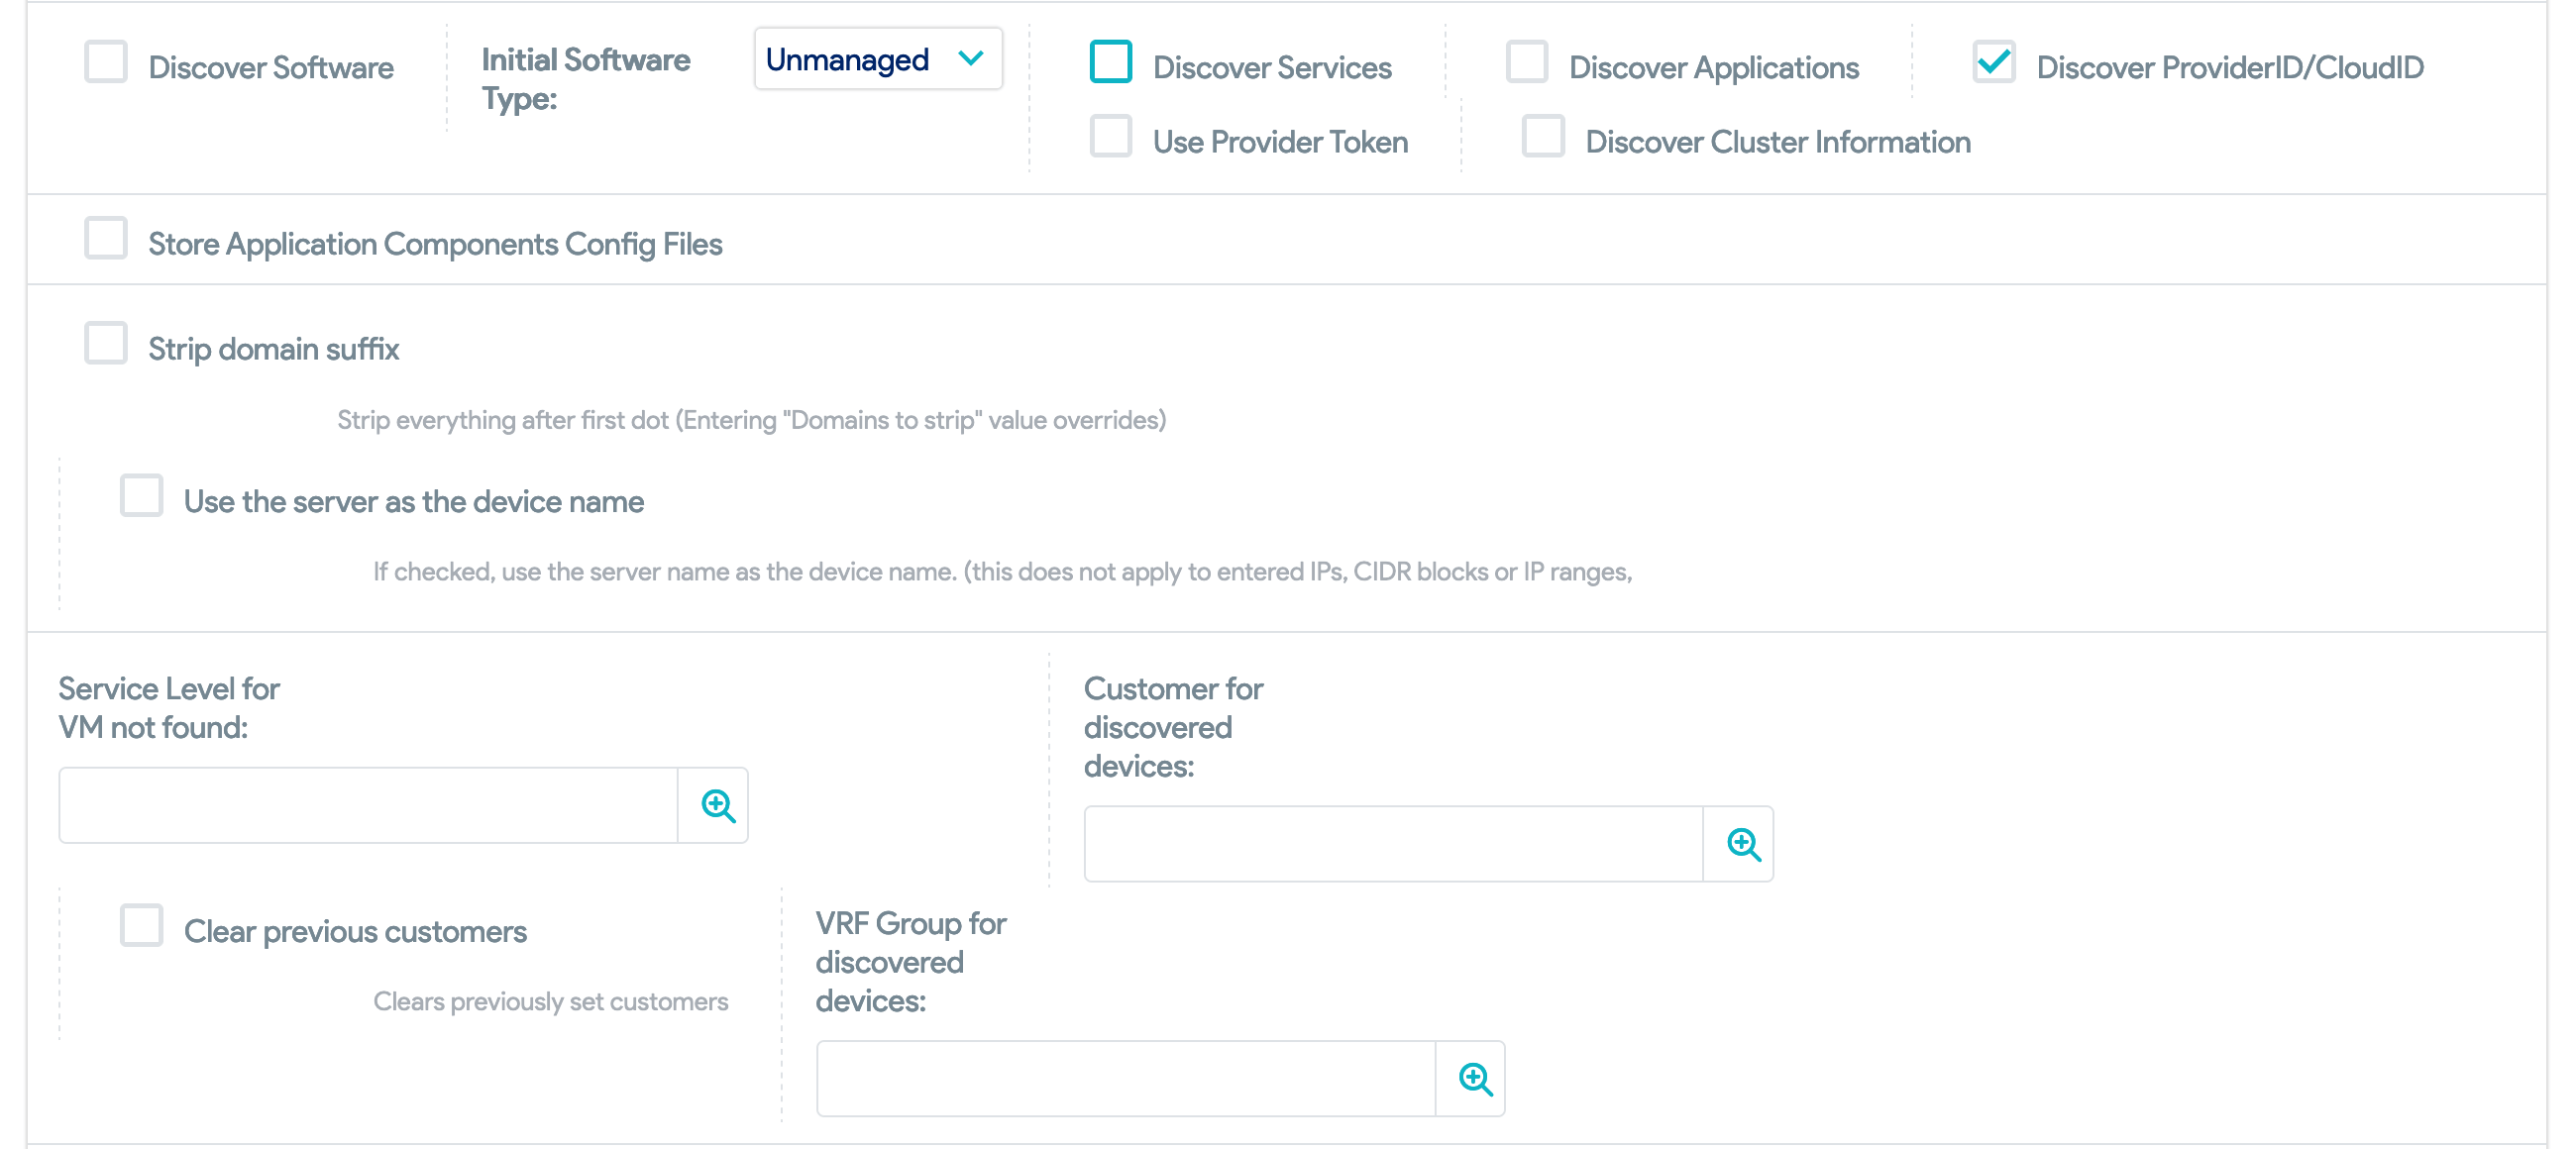 Discover Software
Initial Software
Type:
Unmanaged
Discover Services
Discover Applications
Discover ProviderID/CloudID
Use Provider Token
Discover Cluster Information
Store Application Components Config Files
Strip domain suffix
Strip everything after first dot (Entering "Domains to strip" value overrides)
Use the server as the device name
If checked, use the server name as the device name. (this does not apply to entered IPs, CIDR blocks or IP ranges,
Service Level for
VM not found:
Customer for
discovered
devices:
Clear previous customers
Clears previously set customers
VRF Group for
discovered
devices: